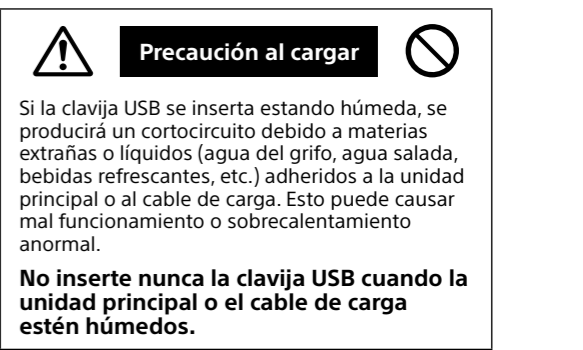 Precaución al cargar
Si la clavija USB se inserta estando húmeda, se
producirá un cortocircuito debido a materias
extrañas o líquidos (agua del grifo, agua salada,
bebidas refrescantes, etc.) adheridos a la unidad
principal o al cable de carga. Esto puede causar
mal funcionamiento o sobrecalentamiento
anormal.
No inserte nunca la clavija USB cuando la
unidad principal o el cable de carga
estén húmedos.